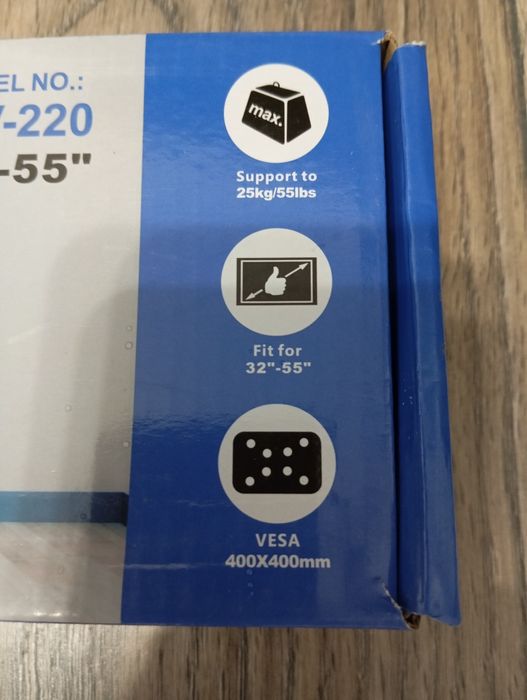 EL NO.:
-220
-55"
max.
Support to
25kg/55lbs
Fit for
32"-55"
VESA
400X400mm